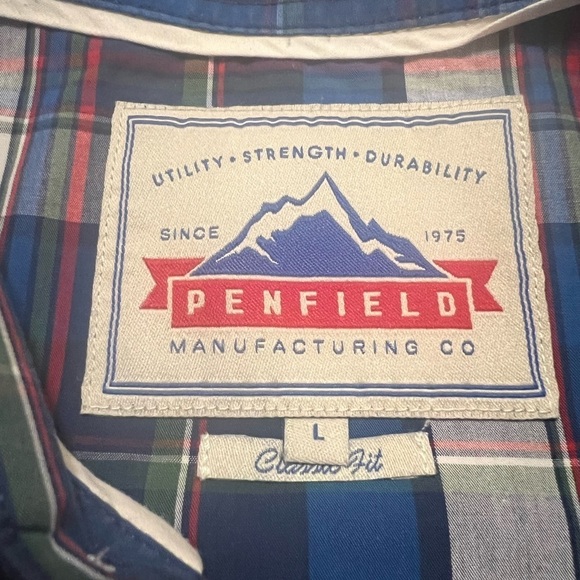 UTILITY • STRENGTH • DURABILITY
SINCE 1975
PENFIELD
MANUFACTURING CO
L
Classic Fit